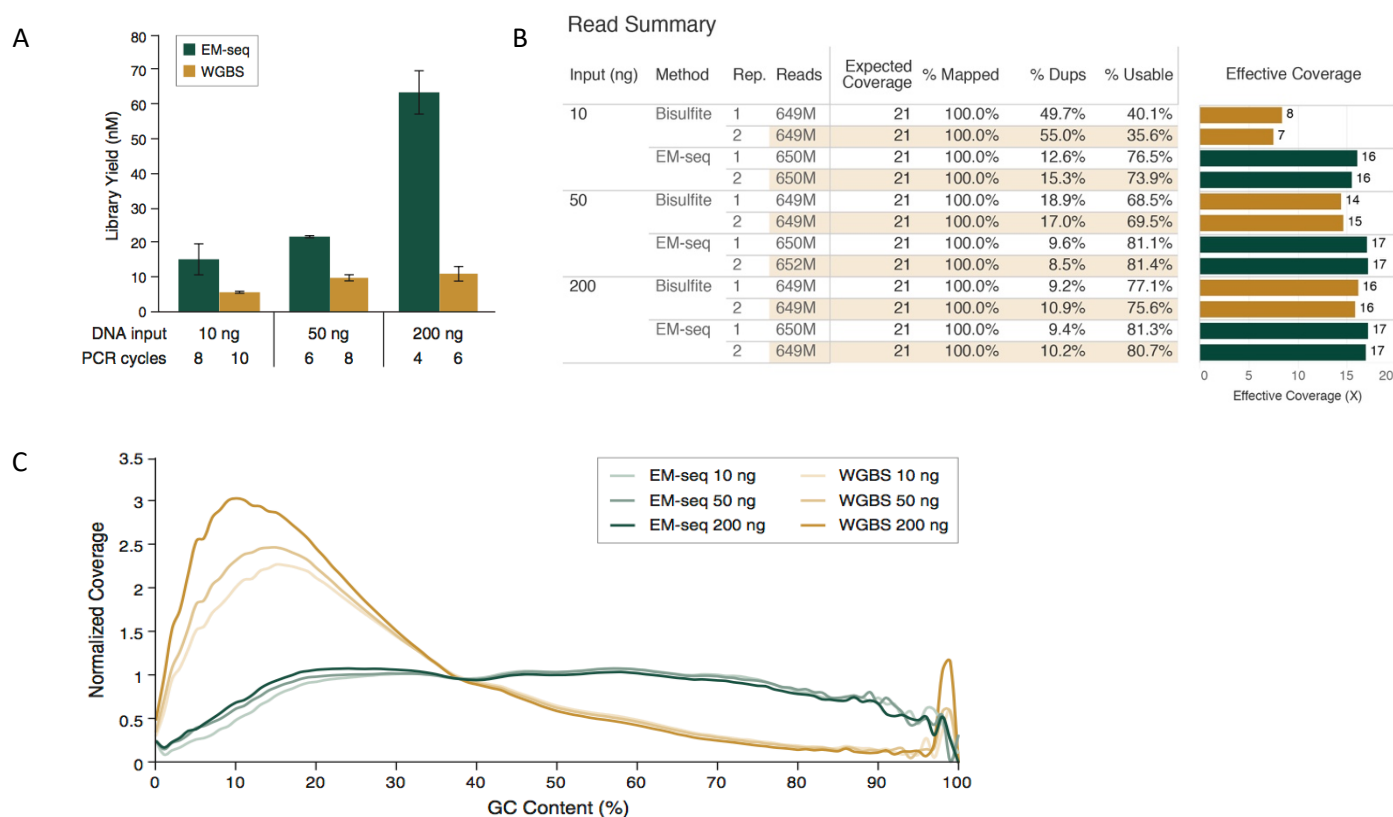 A
80
70
60
50
40
30
20
10
0
Library Yield (nM)
EM-seq
WGBS
DNA input 10 ng 50 ng 200 ng
PCR cycles 8 10 6 8 4 6
B
Read Summary
Input (ng) Method Rep. Reads Expected Coverage % Mapped % Dups % Usable Effective Coverage
10 Bisulfite 1 649M 21 100.0% 49.7% 40.1% 8
2 649M 21 100.0% 55.0% 35.6% 7
EM-seq 1 650M 21 100.0% 12.6% 76.5% 16
2 650M 21 100.0% 15.3% 73.9% 16
50 Bisulfite 1 649M 21 100.0% 18.9% 68.5% 14
2 649M 21 100.0% 17.0% 69.5% 15
EM-seq 1 650M 21 100.0% 9.6% 81.1% 17
2 652M 21 100.0% 8.5% 81.4% 17
200 Bisulfite 1 649M 21 100.0% 9.2% 77.1% 16
2 649M 21 100.0% 10.9% 75.6% 16
EM-seq 1 650M 21 100.0% 9.4% 81.3% 17
2 649M 21 100.0% 10.2% 80.7% 17
0 5 10 15 20
Effective Coverage (X)
C
3.5
3
2.5
2
1.5
1
0.5
0
Normalized Coverage
EM-seq 10 ng WGBS 10 ng
EM-seq 50 ng WGBS 50 ng
EM-seq 200 ng WGBS 200 ng
0 10 20 30 40 50 60 70 80 90 100
GC Content (%)